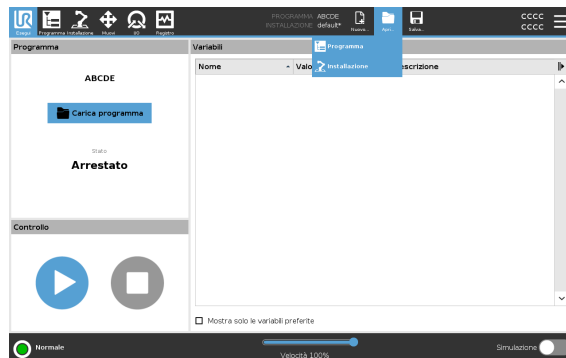 UR
Esegui Programma Installazione Muovi I/O Registro
PROGRAMMA ABCDE
INSTALLAZIONE default*
Nuovo... Apri... Salva...
cccc
cccc
Programma
Variabili
Programma
Installazione
Nome
Valo
escrizione
ABCDE
Carica programma
Stato
Arrestato
Controllo
Mostra solo le variabili preferite
Normale
Velocità 100%
Simulazione